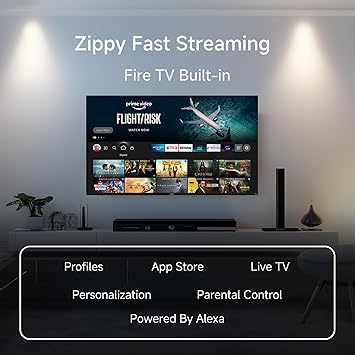 Zippy Fast Streaming
Fire TV Built-in
prime video
FLIGHT/RISK
WATCH NOW
Profiles
App Store
Live TV
Personalization
Parental Control
Powered By Alexa